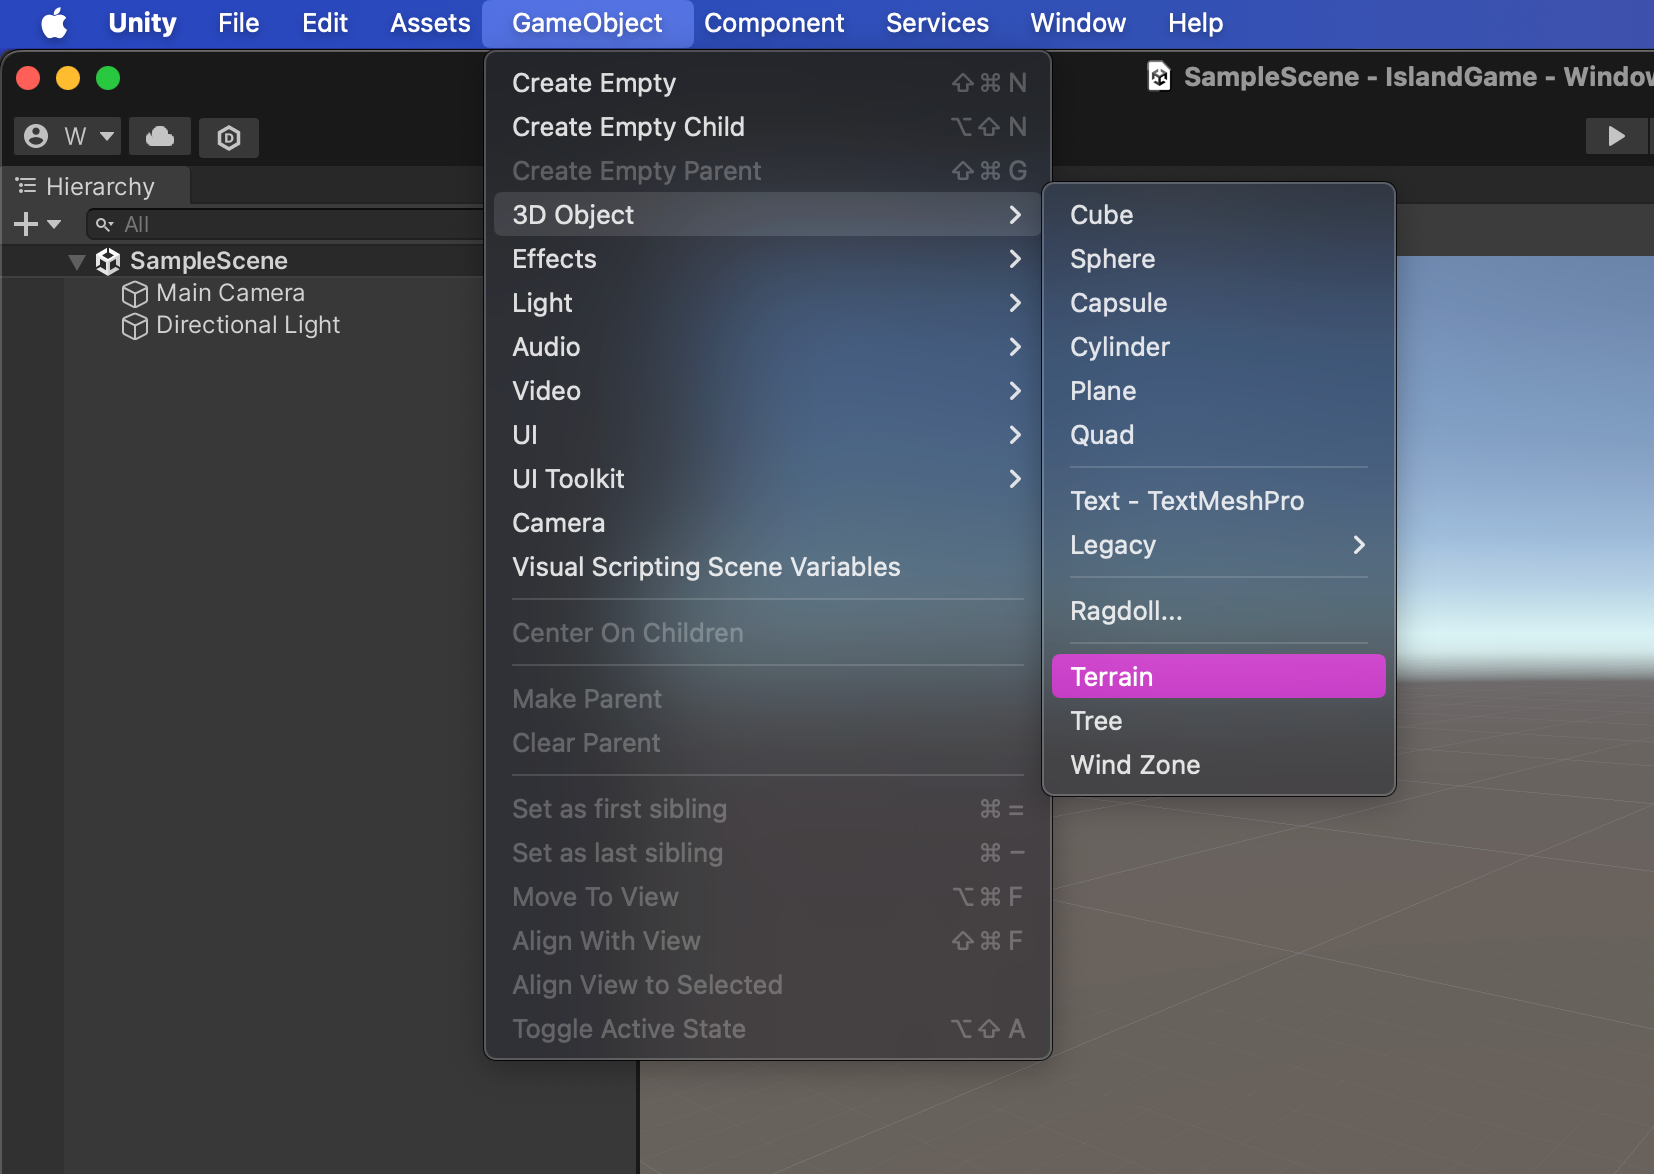 Unity File Edit Assets GameObject Component Services Window Help
SampleScene - IslandGame - Window
W
Hierarchy
All
SampleScene
Main Camera
Directional Light
Create Empty ⇧⌘N
Create Empty Child ⌥⇧N
Create Empty Parent ⇧⌘G
3D Object
Effects
Light
Audio
Video
UI
UI Toolkit
Camera
Visual Scripting Scene Variables
Center On Children
Make Parent
Clear Parent
Set as first sibling ⌘=
Set as last sibling ⌘−
Move To View ⌥⌘F
Align With View ⇧⌘F
Align View to Selected
Toggle Active State ⌥⇧A
Cube
Sphere
Capsule
Cylinder
Plane
Quad
Text - TextMeshPro
Legacy
Ragdoll...
Terrain
Tree
Wind Zone